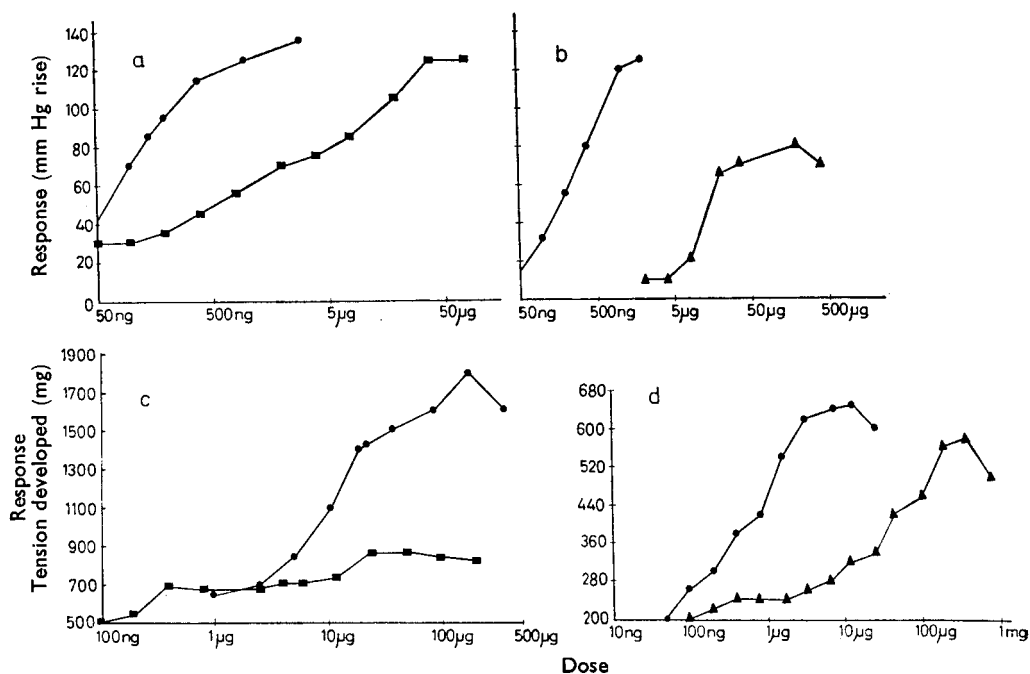 a
b
Response (mm Hg rise)
140
120
100
80
60
40
20
0
50ng
500ng
5µg
50µg
50ng
500ng
5µg
50µg
500µg
c
d
Response
Tension developed (mg)
1900
1700
1500
1300
1100
900
700
500
100ng
1µg
10µg
100µg
500µg
680
600
520
440
360
280
200
10ng
100ng
1µg
10µg
100µg
1mg
Dose